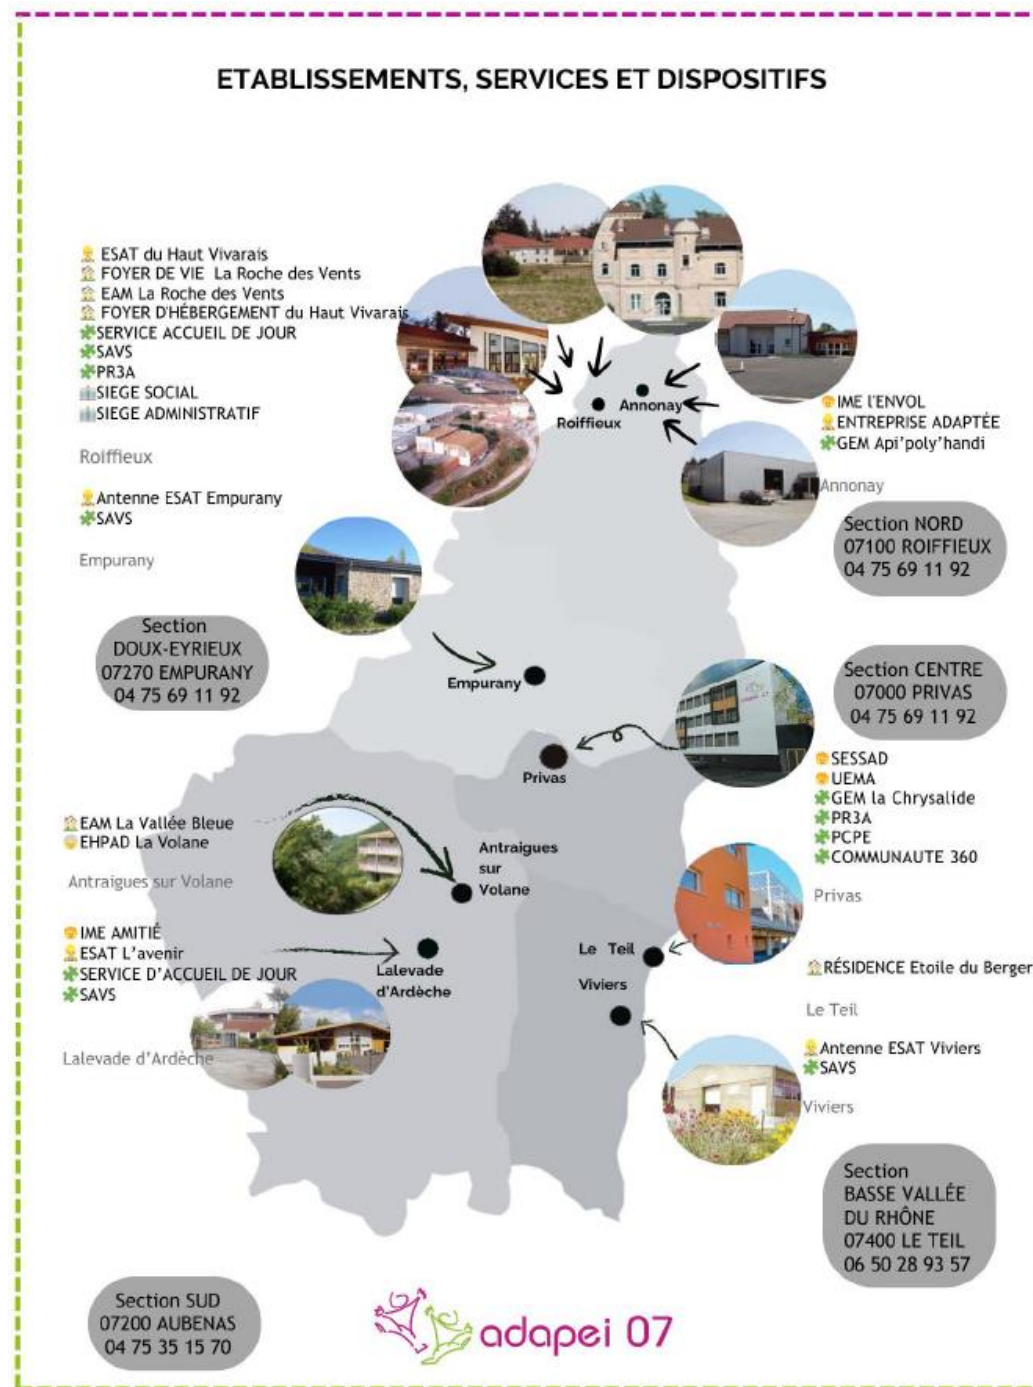 ETABLISSEMENTS, SERVICES ET DISPOSITIFS
ESAT du Haut Vivarais
FOYER DE VIE La Roche des Vents
EAM La Roche des Vents
FOYER D'HÉBERGEMENT du Haut Vivarais
SERVICE ACCUEIL DE JOUR
SAVS
PR3A
SIEGE SOCIAL
SIEGE ADMINISTRATIF
Roiffieux
Antenne ESAT Empurany
SAVS
Empurany
Section
DOUX-EYRIEUX
07270 EMPURANY
04 75 69 11 92
Roiffieux
Annonay
IME l'ENVOL
ENTREPRISE ADAPTÉE
GEM Api'poly'handi
Annonay
Section NORD
07100 ROIFFIEUX
04 75 69 11 92
Empurany
Section CENTRE
07000 PRIVAS
04 75 69 11 92
Privas
SESSAD
UEMA
GEM la Chrysalide
PR3A
PCPE
COMMUNAUTE 360
Privas
EAM La Vallée Bleue
EHPAD La Volane
Antraigues sur Volane
Antraigues
sur
Volane
IME AMITIÉ
ESAT L'avenir
SERVICE D'ACCUEIL DE JOUR
SAVS
Lalevade d'Ardèche
Lalevade
d'Ardèche
Le Teil
Viviers
RÉSIDENCE Etoile du Berger
Le Teil
Antenne ESAT Viviers
SAVS
Viviers
Section
BASSE VALLÉE
DU RHÔNE
07400 LE TEIL
06 50 28 93 57
Section SUD
07200 AUBENAS
04 75 35 15 70
adapei 07